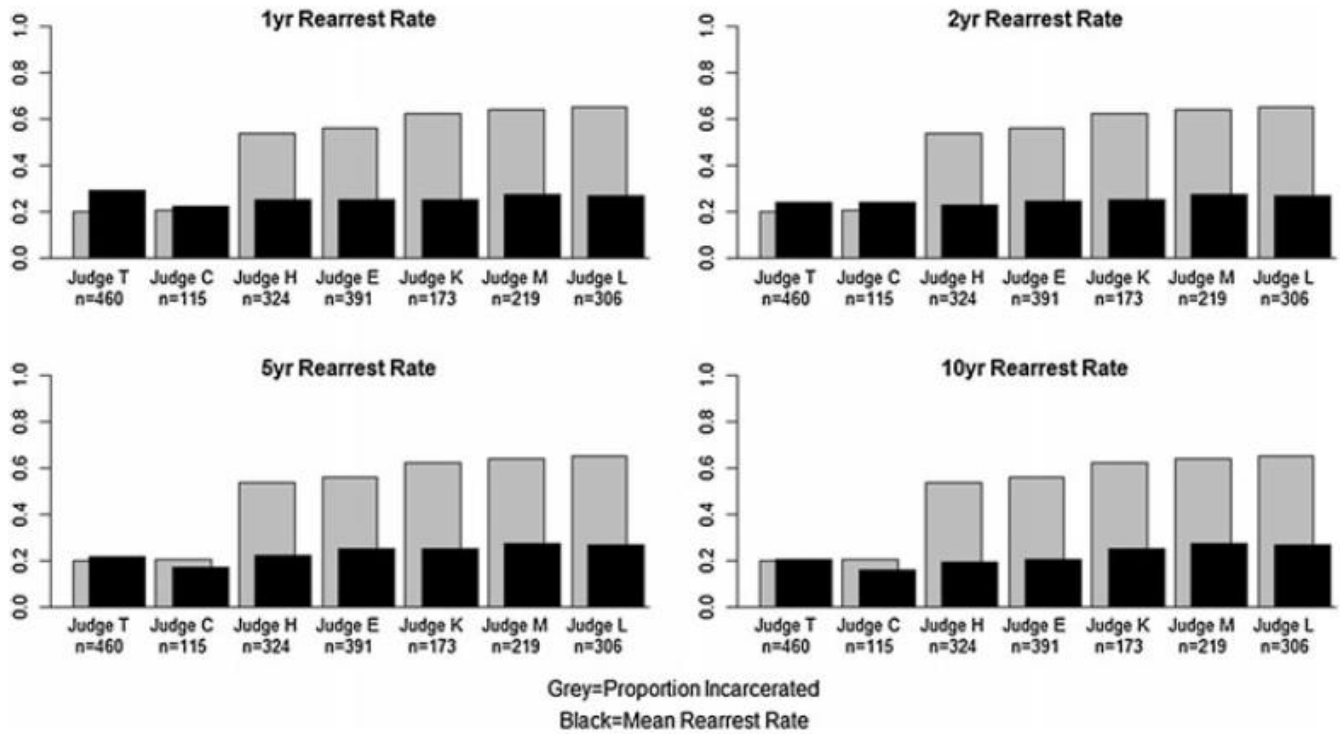 1yr Rearrest Rate
1.0
0.8
0.6
0.4
0.2
0.0
Judge T Judge C Judge H Judge E Judge K Judge M Judge L
n=460 n=115 n=324 n=391 n=173 n=219 n=306
2yr Rearrest Rate
1.0
0.8
0.6
0.4
0.2
0.0
Judge T Judge C Judge H Judge E Judge K Judge M Judge L
n=460 n=115 n=324 n=391 n=173 n=219 n=306
5yr Rearrest Rate
1.0
0.8
0.6
0.4
0.2
0.0
Judge T Judge C Judge H Judge E Judge K Judge M Judge L
n=460 n=115 n=324 n=391 n=173 n=219 n=306
10yr Rearrest Rate
1.0
0.8
0.6
0.4
0.2
0.0
Judge T Judge C Judge H Judge E Judge K Judge M Judge L
n=460 n=115 n=324 n=391 n=173 n=219 n=306
Grey=Proportion Incarcerated
Black=Mean Rearrest Rate